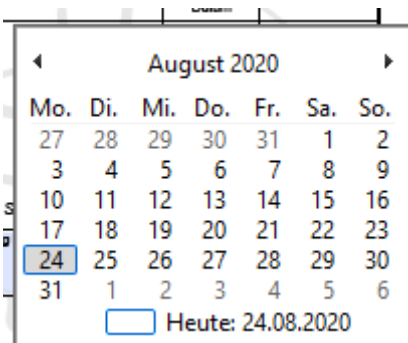 August 2020
Mo. Di. Mi. Do. Fr. Sa. So.
27 28 29 30 31 1 2
3 4 5 6 7 8 9
10 11 12 13 14 15 16
17 18 19 20 21 22 23
24 25 26 27 28 29 30
31 1 2 3 4 5 6
Heute: 24.08.2020